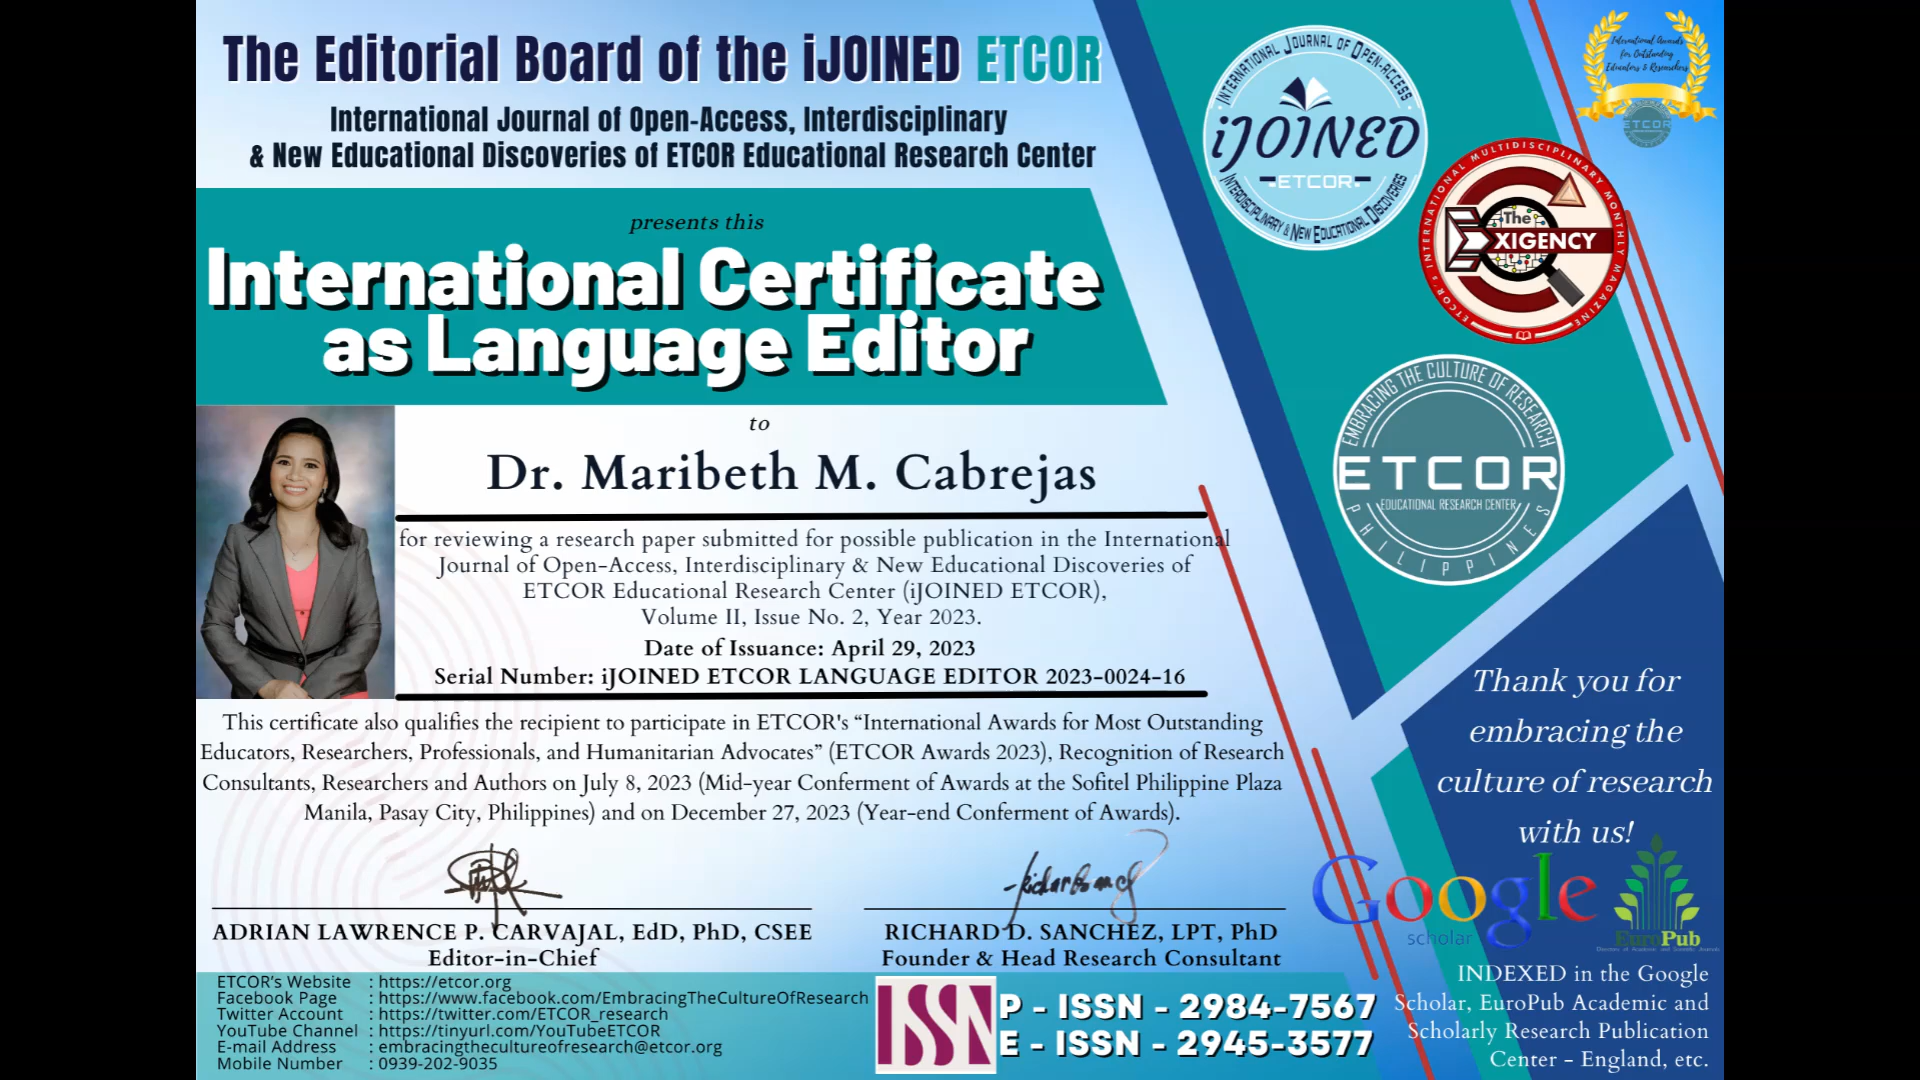 The Editorial Board of the iJOINED ETCOR
International Journal of Open-Access, Interdisciplinary
& New Educational Discoveries of ETCOR Educational Research Center
presents this
International Certificate
as Language Editor
to
Dr. Maribeth M. Cabrejas
for reviewing a research paper submitted for possible publication in the International
Journal of Open-Access, Interdisciplinary & New Educational Discoveries of
ETCOR Educational Research Center (iJOINED ETCOR),
Volume II, Issue No. 2, Year 2023.
Date of Issuance: April 29, 2023
Serial Number: iJOINED ETCOR LANGUAGE EDITOR 2023-0024-16
This certificate also qualifies the recipient to participate in ETCOR's “International Awards for Most Outstanding
Educators, Researchers, Professionals, and Humanitarian Advocates” (ETCOR Awards 2023), Recognition of Research
Consultants, Researchers and Authors on July 8, 2023 (Mid-year Conferment of Awards at the Sofitel Philippine Plaza
Manila, Pasay City, Philippines) and on December 27, 2023 (Year-end Conferment of Awards).
ADRIAN LAWRENCE P. CARVAJAL, EdD, PhD, CSEE
Editor-in-Chief
RICHARD D. SANCHEZ, LPT, PhD
Founder & Head Research Consultant
ETCOR's Website : https://etcor.org
Facebook Page : https://www.facebook.com/EmbracingTheCultureOfResearch
Twitter Account : https://twitter.com/ETCOR_research
YouTube Channel : https://tinyurl.com/YouTubeETCOR
E-mail Address : embracingthecultureofresearch@etcor.org
Mobile Number : 0939-202-9035
ISSN
P - ISSN - 2984-7567
E - ISSN - 2945-3577
INTERNATIONAL JOURNAL OF OPEN-ACCESS
iJOINED
ETCOR
INTERDISCIPLINARY & NEW EDUCATIONAL DISCOVERIES
International Awards
for Outstanding
Educators & Researchers
ETCOR
ETCOR's INTERNATIONAL MULTIDISCIPLINARY MONTHLY MAGAZINE
The
EXIGENCY
EMBRACING THE CULTURE OF RESEARCH
ETCOR
EDUCATIONAL RESEARCH CENTER
PHILIPPINES
Thank you for
embracing the
culture of research
with us!
Google
scholar
EuroPub
INDEXED in the Google
Scholar, EuroPub Academic and
Scholarly Research Publication
Center - England, etc.